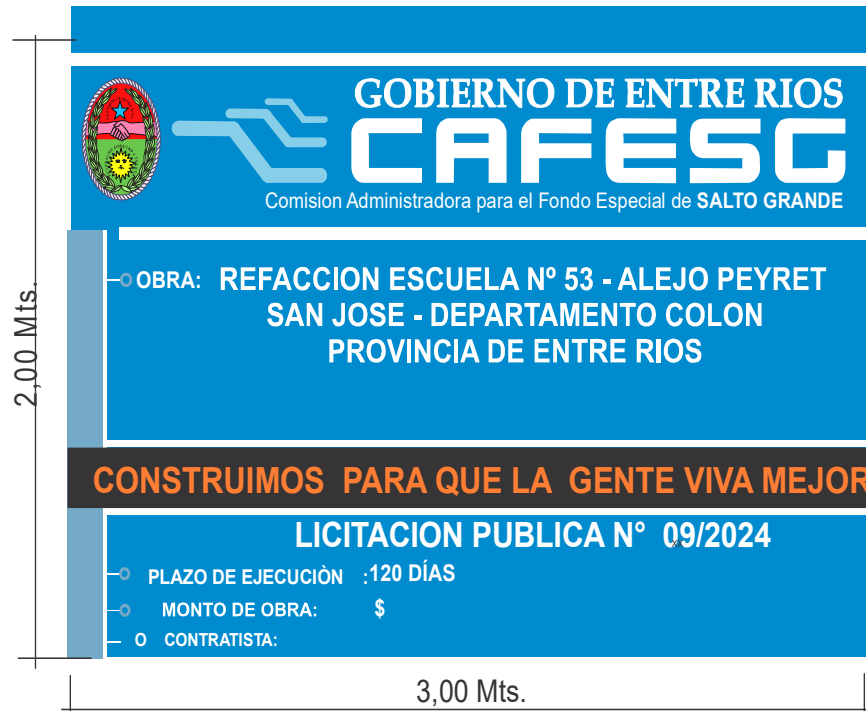 GOBIERNO DE ENTRE RIOS
CAFESG
Comision Administradora para el Fondo Especial de SALTO GRANDE
OBRA: REFACCION ESCUELA Nº 53 - ALEJO PEYRET
SAN JOSE - DEPARTAMENTO COLON
PROVINCIA DE ENTRE RIOS
2,00 Mts.
CONSTRUIMOS PARA QUE LA GENTE VIVA MEJOR
LICITACION PUBLICA N° 09/2024
PLAZO DE EJECUCIÒN :120 DÍAS
MONTO DE OBRA: $
O CONTRATISTA:
3,00 Mts.